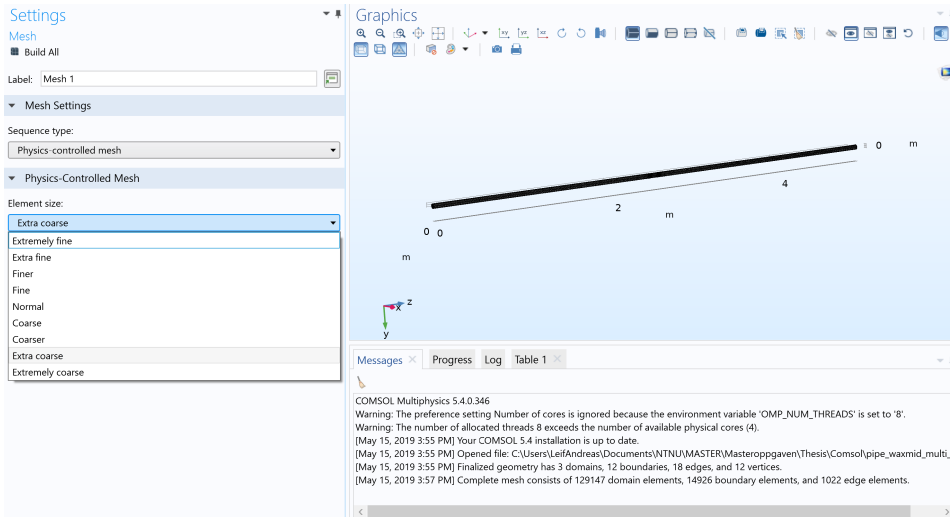 Settings
Mesh
Build All
Label: Mesh 1
Mesh Settings
Sequence type:
Physics-controlled mesh
Physics-Controlled Mesh
Element size:
Extra coarse
Extremely fine
Extra fine
Finer
Fine
Normal
Coarse
Coarser
Extra coarse
Extremely coarse
Graphics
xy yz xz
0 m
4
2
m
0 0
m
z
x
y
Messages Progress Log Table 1
COMSOL Multiphysics 5.4.0.346
Warning: The preference setting Number of cores is ignored because the environment variable 'OMP_NUM_THREADS' is set to '8'.
Warning: The number of allocated threads 8 exceeds the number of available physical cores (4).
[May 15, 2019 3:55 PM] Your COMSOL 5.4 installation is up to date.
[May 15, 2019 3:55 PM] Opened file: C:\Users\LeifAndreas\Documents\NTNU\MASTER\Masteroppgaven\Thesis\Comsol\pipe_waxmid_multi_
[May 15, 2019 3:55 PM] Finalized geometry has 3 domains, 12 boundaries, 18 edges, and 12 vertices.
[May 15, 2019 3:57 PM] Complete mesh consists of 129147 domain elements, 14926 boundary elements, and 1022 edge elements.